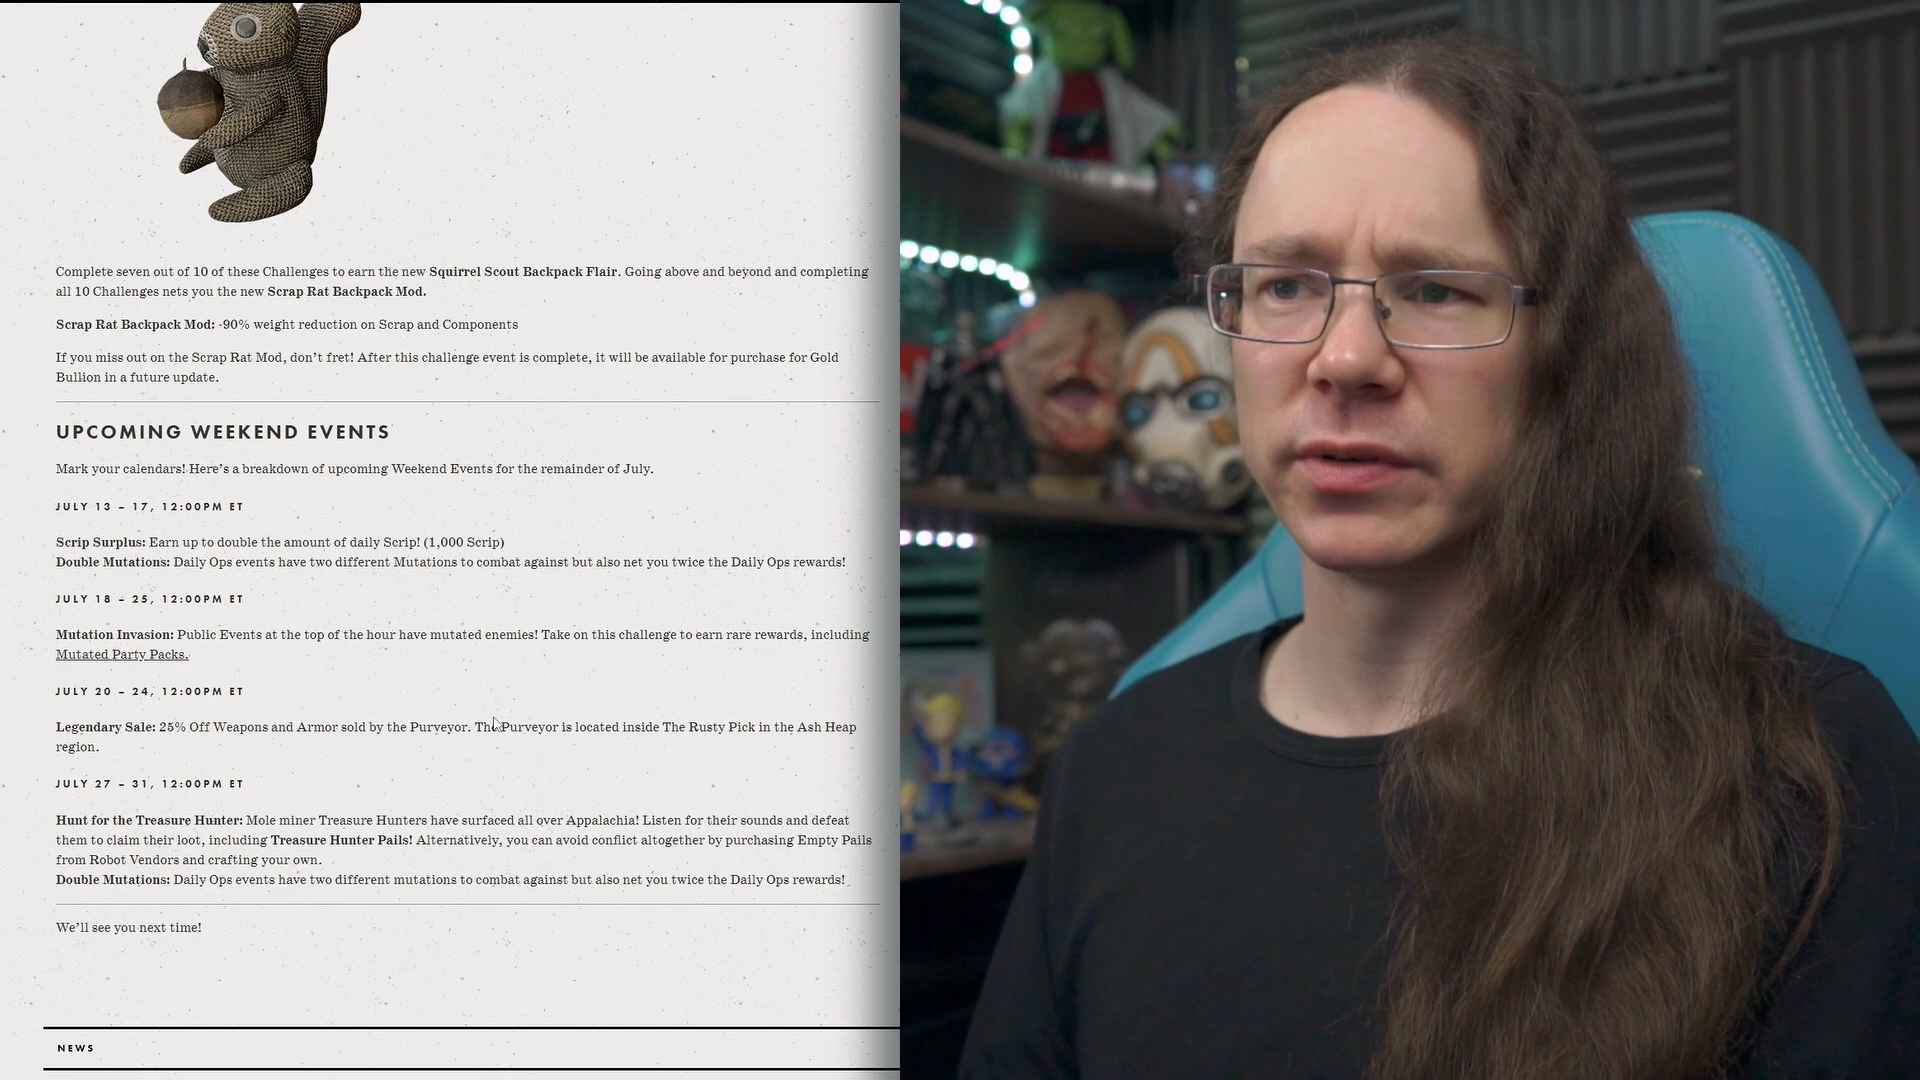 Complete seven out of 10 of these Challenges to earn the new Squirrel Scout Backpack Flair. Going above and beyond and completing
all 10 Challenges nets you the new Scrap Rat Backpack Mod.
Scrap Rat Backpack Mod: -90% weight reduction on Scrap and Components
If you miss out on the Scrap Rat Mod, don't fret! After this challenge event is complete, it will be available for purchase for Gold
Bullion in a future update.
UPCOMING WEEKEND EVENTS
Mark your calendars! Here's a breakdown of upcoming Weekend Events for the remainder of July.
JULY 13 – 17, 12:00PM ET
Scrip Surplus: Earn up to double the amount of daily Scrip! (1,000 Scrip)
Double Mutations: Daily Ops events have two different Mutations to combat against but also net you twice the Daily Ops rewards!
JULY 18 – 25, 12:00PM ET
Mutation Invasion: Public Events at the top of the hour have mutated enemies! Take on this challenge to earn rare rewards, including
Mutated Party Packs.
JULY 20 – 24, 12:00PM ET
Legendary Sale: 25% Off Weapons and Armor sold by the Purveyor. The Purveyor is located inside The Rusty Pick in the Ash Heap
region.
JULY 27 – 31, 12:00PM ET
Hunt for the Treasure Hunter: Mole miner Treasure Hunters have surfaced all over Appalachia! Listen for their sounds and defeat
them to claim their loot, including Treasure Hunter Pails! Alternatively, you can avoid conflict altogether by purchasing Empty Pails
from Robot Vendors and crafting your own.
Double Mutations: Daily Ops events have two different mutations to combat against but also net you twice the Daily Ops rewards!
We'll see you next time!
NEWS